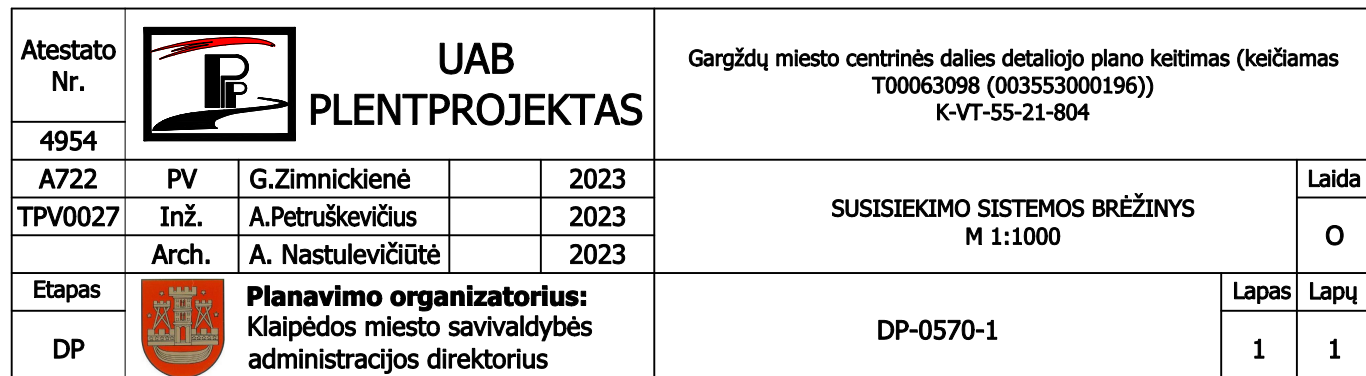 Atestato
Nr.
4954
UAB
PLENTPROJEKTAS
Gargždų miesto centrinės dalies detaliojo plano keitimas (keičiamas
T00063098 (003553000196))
K-VT-55-21-804
A722 PV G.Zimnickienė 2023
TPV0027 Inž. A.Petruškevičius 2023
Arch. A. Nastulevičiūtė 2023
SUSISIEKIMO SISTEMOS BRĖŽINYS
M 1:1000
Laida
O
Etapas
DP
Planavimo organizatorius:
Klaipėdos miesto savivaldybės
administracijos direktorius
DP-0570-1
Lapas Lapų
1 1